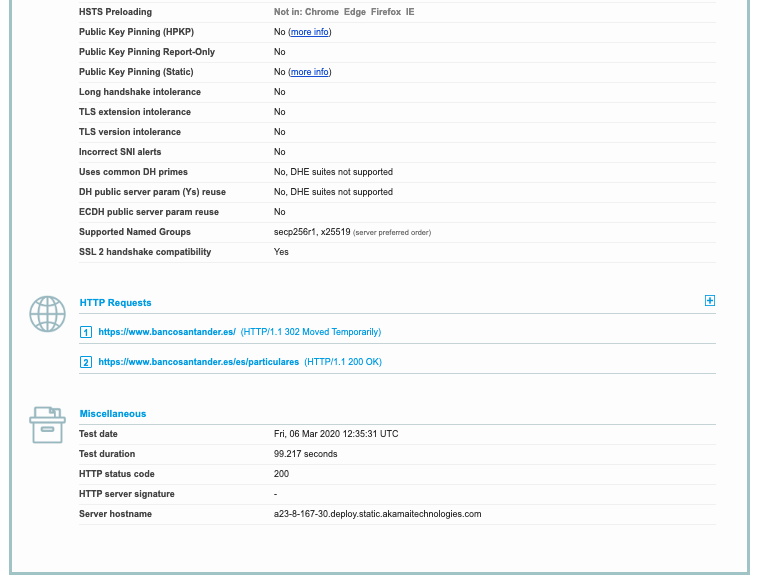 HSTS Preloading Not in: Chrome Edge Firefox IE
Public Key Pinning (HPKP) No (more info)
Public Key Pinning Report-Only No
Public Key Pinning (Static) No (more info)
Long handshake intolerance No
TLS extension intolerance No
TLS version intolerance No
Incorrect SNI alerts No
Uses common DH primes No, DHE suites not supported
DH public server param (Ys) reuse No, DHE suites not supported
ECDH public server param reuse No
Supported Named Groups secp256r1, x25519 (server preferred order)
SSL 2 handshake compatibility Yes
HTTP Requests
1 https://www.bancosantander.es/ (HTTP/1.1 302 Moved Temporarily)
2 https://www.bancosantander.es/es/particulares (HTTP/1.1 200 OK)
Miscellaneous
Test date Fri, 06 Mar 2020 12:35:31 UTC
Test duration 99.217 seconds
HTTP status code 200
HTTP server signature -
Server hostname a23-8-167-30.deploy.static.akamaitechnologies.com